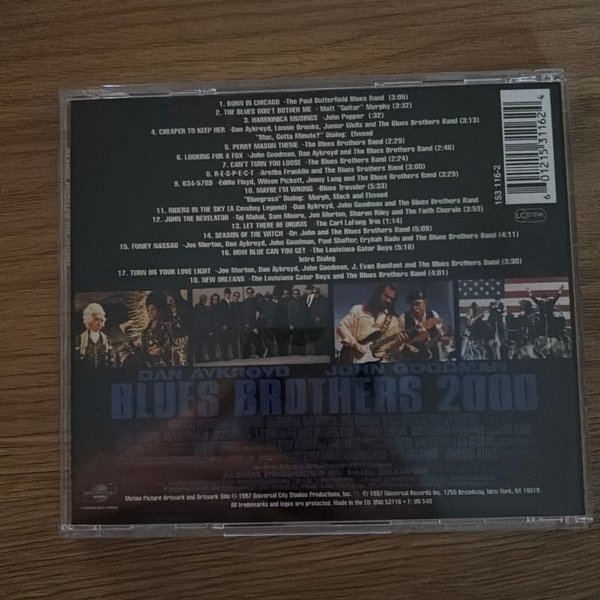 1. BORN IN CHICAGO -The Paul Butterfield Blues Band (3:05)
2. THE BLUES DON'T BOTHER ME - Matt "Guitar" Murphy (3:32)
3. HARMONICA MUSINGS - John Popper (:32)
4. CHEAPER TO KEEP HER -Dan Aykroyd, Lonnie Brooks, Junior Wells and The Blues Brothers Band (3:13)
"Mac, Gotta Minute?" Dialog: Elwood
5. PERRY MASON THEME -The Blues Brothers Band (2:29)
6. LOOKING FOR A FOX -John Goodman, Dan Aykroyd and The Blues Brothers Band (2:46)
7. CAN'T TURN YOU LOOSE -The Blues Brothers Band (2:24)
8. R-E-S-P-E-C-T -Aretha Franklin and The Blues Brothers Band (3:00)
9. 634-5789 -Eddie Floyd, Wilson Pickett, Jonny Lang and The Blues Brothers Band (3:29)
10. MAYBE I'M WRONG -Blues Traveler (5:33)
"Bluegrass" Dialog: Murph, Mack and Elwood
11. RIDERS IN THE SKY (A Cowboy Legend) -Dan Aykroyd, John Goodman and The Blues Brothers Band (3:53)
12. JOHN THE REVELATOR -Taj Mahal, Sam Moore, Joe Morton, Sharon Riley and The Faith Chorale (3:53)
13. LET THERE BE DRUMS -The Carl LaFong Trio (1:14)
14. SEASON OF THE WITCH -Dr. John and The Blues Brothers Band (5:09)
15. FUNKY NASSAU -Joe Morton, Dan Aykroyd, John Goodman, Paul Shaffer, Erykah Badu and The Blues Brothers Band (4:11)
16. HOW BLUE CAN YOU GET -The Louisiana Gator Boys (5:16)
Intro Dialog
17. TURN ON YOUR LOVE LIGHT -Joe Morton, Dan Aykroyd, John Goodman, J. Evan Bonifant and The Blues Brothers Band (3:30)
18. NEW ORLEANS -The Louisiana Gator Boys and The Blues Brothers Band (4:01)
6 01215 31162 4
153 116-2
LC
DAN AYKROYD JOHN GOODMAN
BLUES BROTHERS 2000
Motion Picture Artwork and Artwork Title © 1997 Universal City Studios Productions, Inc. © 1997 Universal Records Inc. 1755 Broadway, New York, NY 10019.
All trademarks and logos are protected. Made in the EU. UND 53116 • F: UN 540